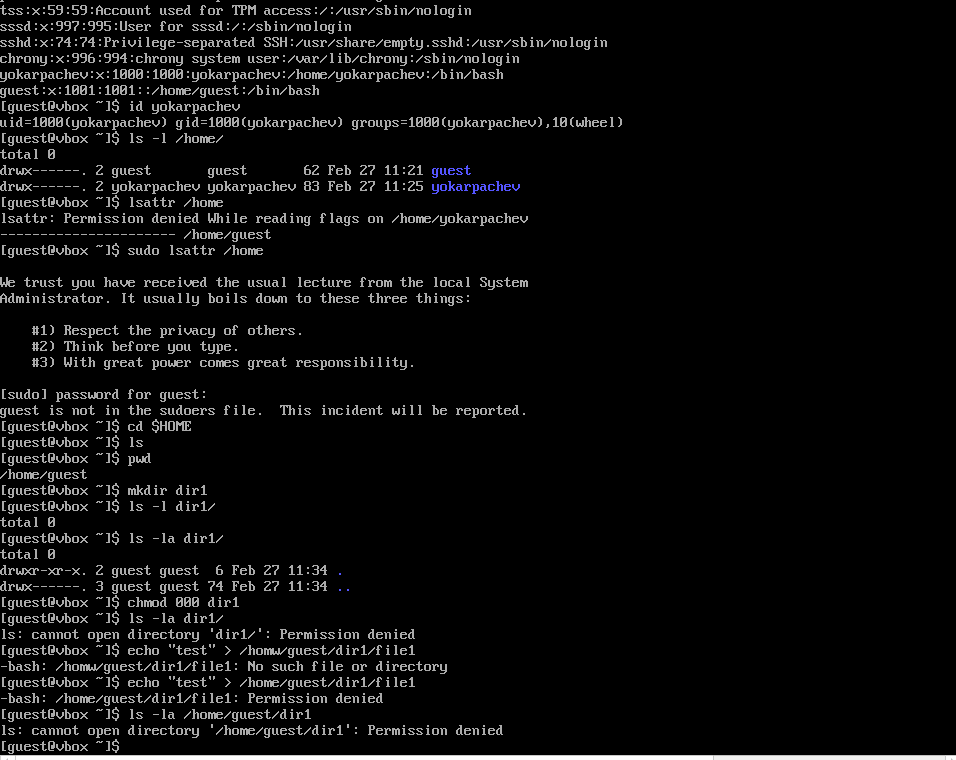 tss:x:59:59:Account used for TPM access:/:/usr/sbin/nologin
sssd:x:997:995:User for sssd:/:/sbin/nologin
sshd:x:74:74:Privilege-separated SSH:/usr/share/empty.sshd:/usr/sbin/nologin
chrony:x:996:994:chrony system user:/var/lib/chrony:/sbin/nologin
yokarpachev:x:1000:1000:yokarpachev:/home/yokarpachev:/bin/bash
guest:x:1001:1001::/home/guest:/bin/bash
[guest@vbox ~]$ id yokarpachev
uid=1000(yokarpachev) gid=1000(yokarpachev) groups=1000(yokarpachev),10(wheel)
[guest@vbox ~]$ ls -l /home/
total 0
drwx------. 2 guest       guest       62 Feb 27 11:21 guest
drwx------. 2 yokarpachev yokarpachev 83 Feb 27 11:25 yokarpachev
[guest@vbox ~]$ lsattr /home
lsattr: Permission denied While reading flags on /home/yokarpachev
---------------------- /home/guest
[guest@vbox ~]$ sudo lsattr /home
We trust you have received the usual lecture from the local System
Administrator. It usually boils down to these three things:
    #1) Respect the privacy of others.
    #2) Think before you type.
    #3) With great power comes great responsibility.
[sudo] password for guest:
guest is not in the sudoers file.  This incident will be reported.
[guest@vbox ~]$ cd $HOME
[guest@vbox ~]$ ls
[guest@vbox ~]$ pwd
/home/guest
[guest@vbox ~]$ mkdir dir1
[guest@vbox ~]$ ls -l dir1/
total 0
[guest@vbox ~]$ ls -la dir1/
total 0
drwxr-xr-x. 2 guest guest  6 Feb 27 11:34 .
drwx------. 3 guest guest 74 Feb 27 11:34 ..
[guest@vbox ~]$ chmod 000 dir1
[guest@vbox ~]$ ls -la dir1/
ls: cannot open directory 'dir1/': Permission denied
[guest@vbox ~]$ echo "test" > /homw/guest/dir1/file1
-bash: /homw/guest/dir1/file1: No such file or directory
[guest@vbox ~]$ echo "test" > /home/guest/dir1/file1
-bash: /home/guest/dir1/file1: Permission denied
[guest@vbox ~]$ ls -la /home/guest/dir1
ls: cannot open directory '/home/guest/dir1': Permission denied
[guest@vbox ~]$